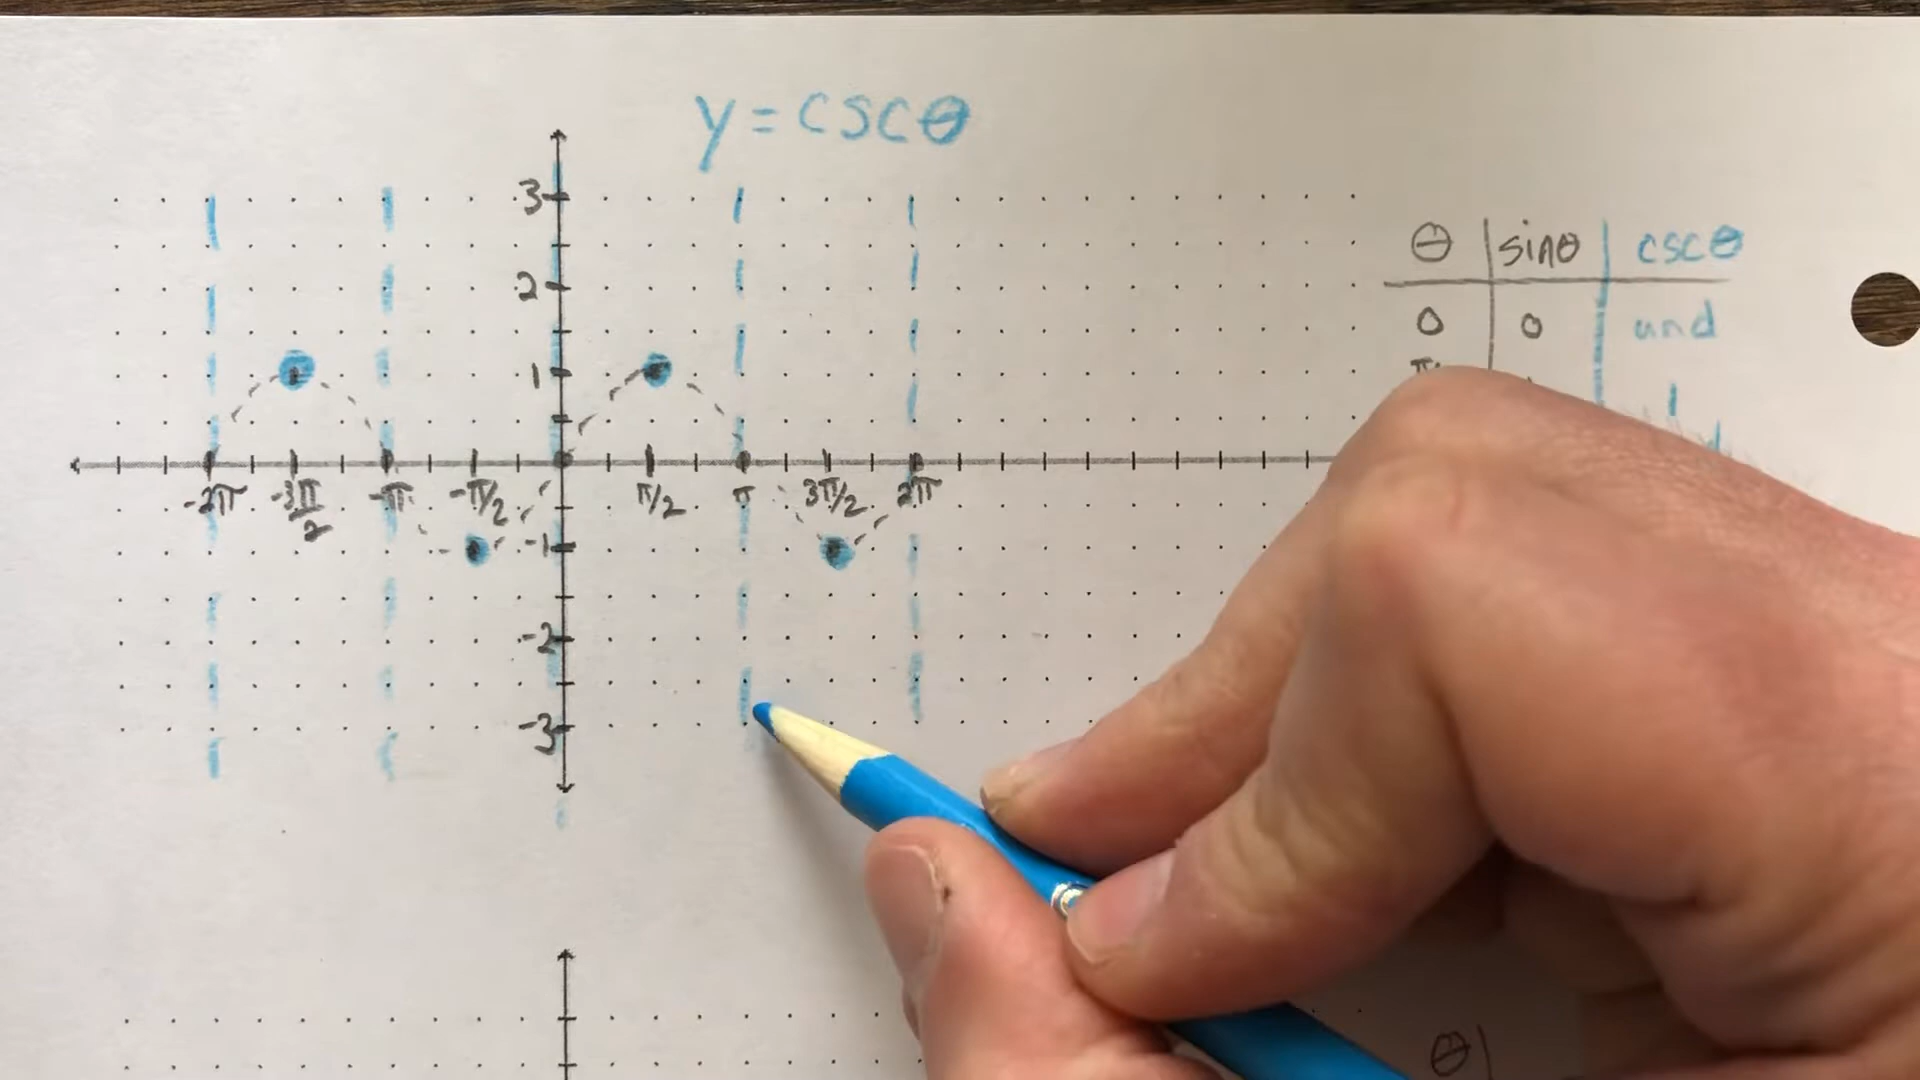 y = cscθ
3
2
1
-2π -3π/2 -π -π/2 π/2 π 3π/2 2π
-1
-2
-3
θ sinθ cscθ
0 0 und
1
θ